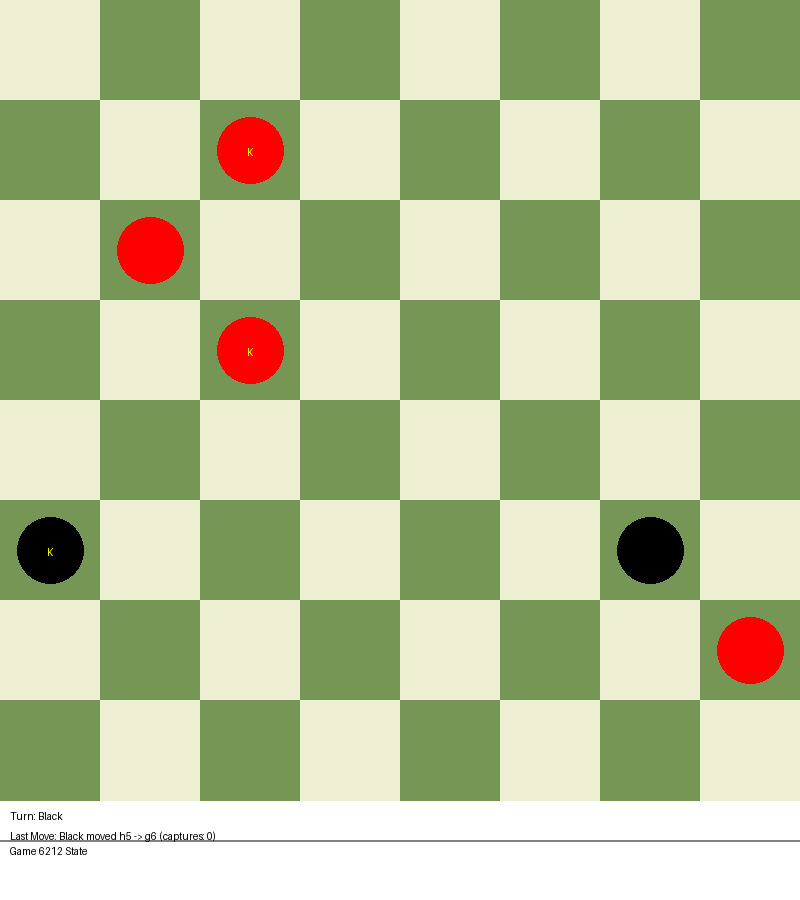 K
K
K
Turn: Black
Last Move: Black moved h5 -> g6 (captures: 0)
Game 6212 State